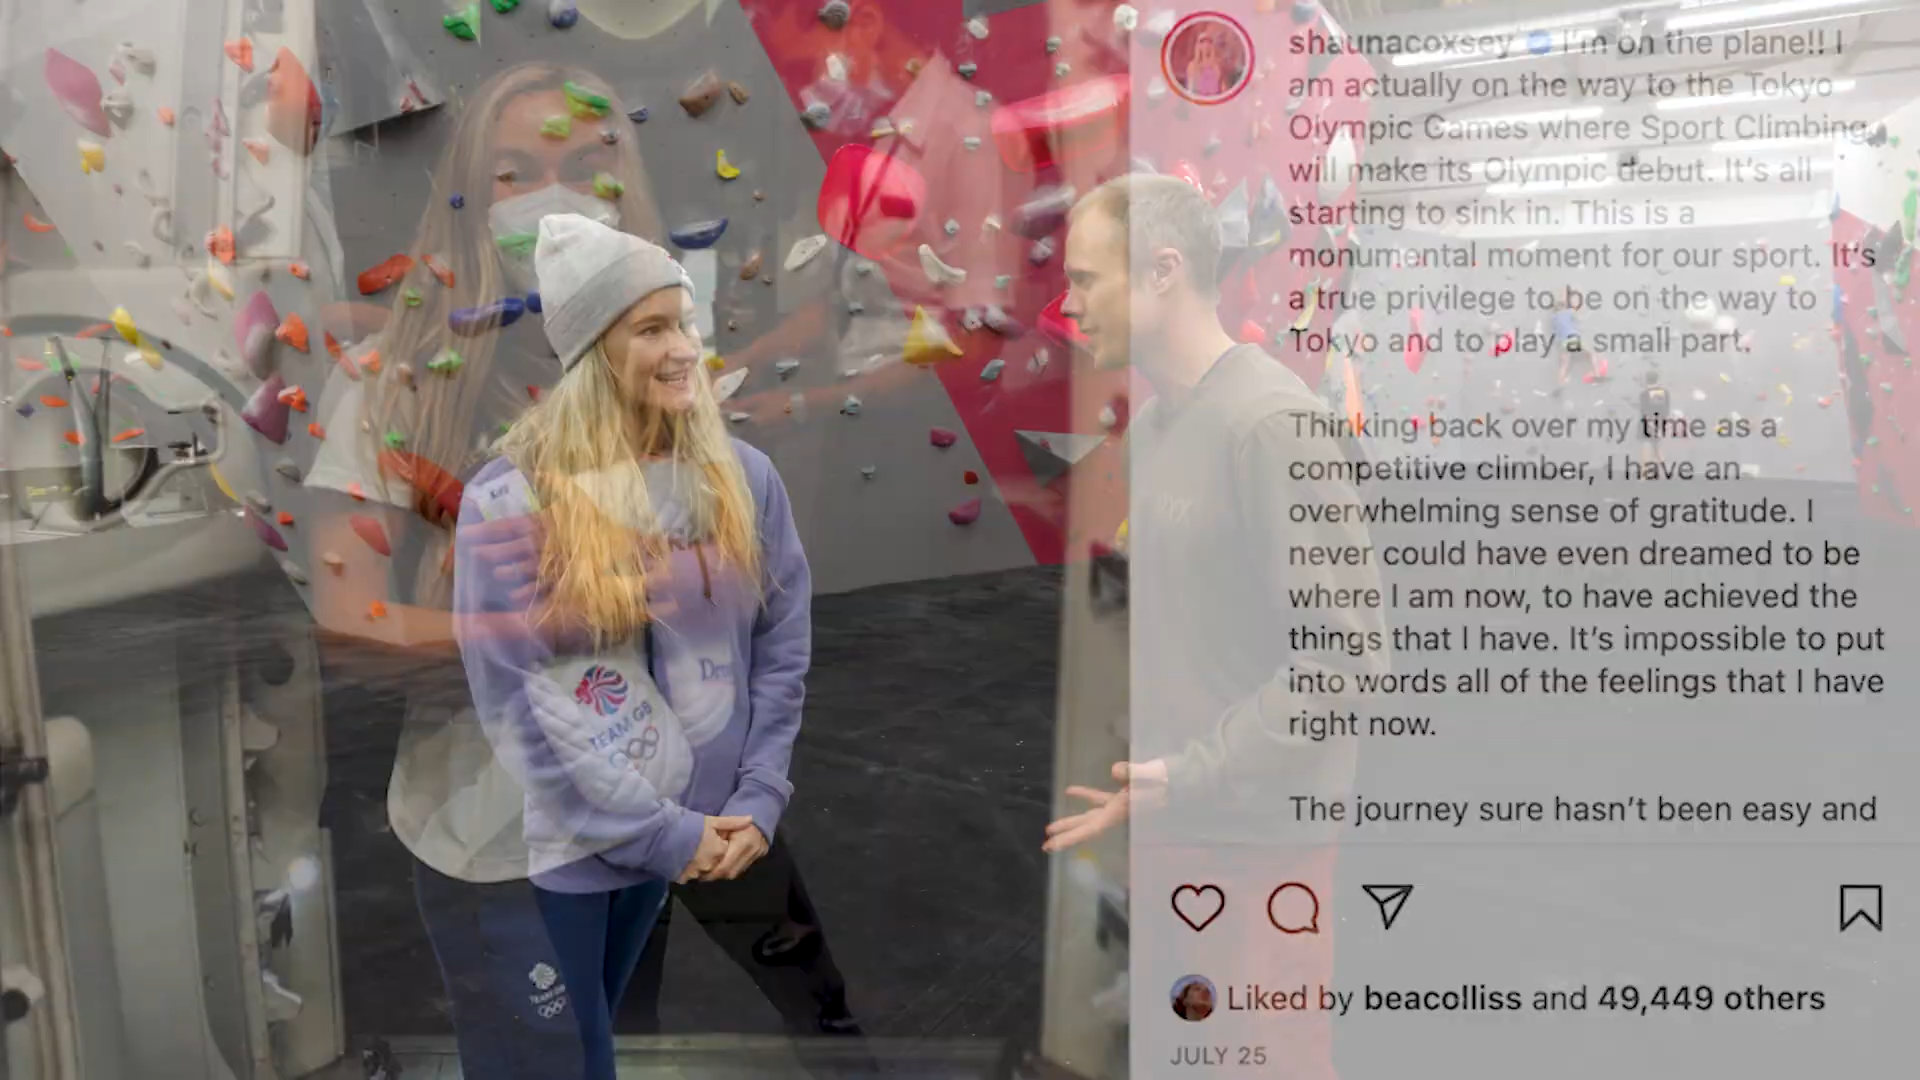 shaunacoxsey I'm on the plane!! I
am actually on the way to the Tokyo
Olympic Games where Sport Climbing
will make its Olympic debut. It's all
starting to sink in. This is a
monumental moment for our sport. It's
a true privilege to be on the way to
Tokyo and to play a small part.
Thinking back over my time as a
competitive climber, I have an
overwhelming sense of gratitude. I
never could have even dreamed to be
where I am now, to have achieved the
things that I have. It's impossible to put
into words all of the feelings that I have
right now.
The journey sure hasn't been easy and
Liked by beacolliss and 49,449 others
JULY 25
TEAM GB
TEAM GB